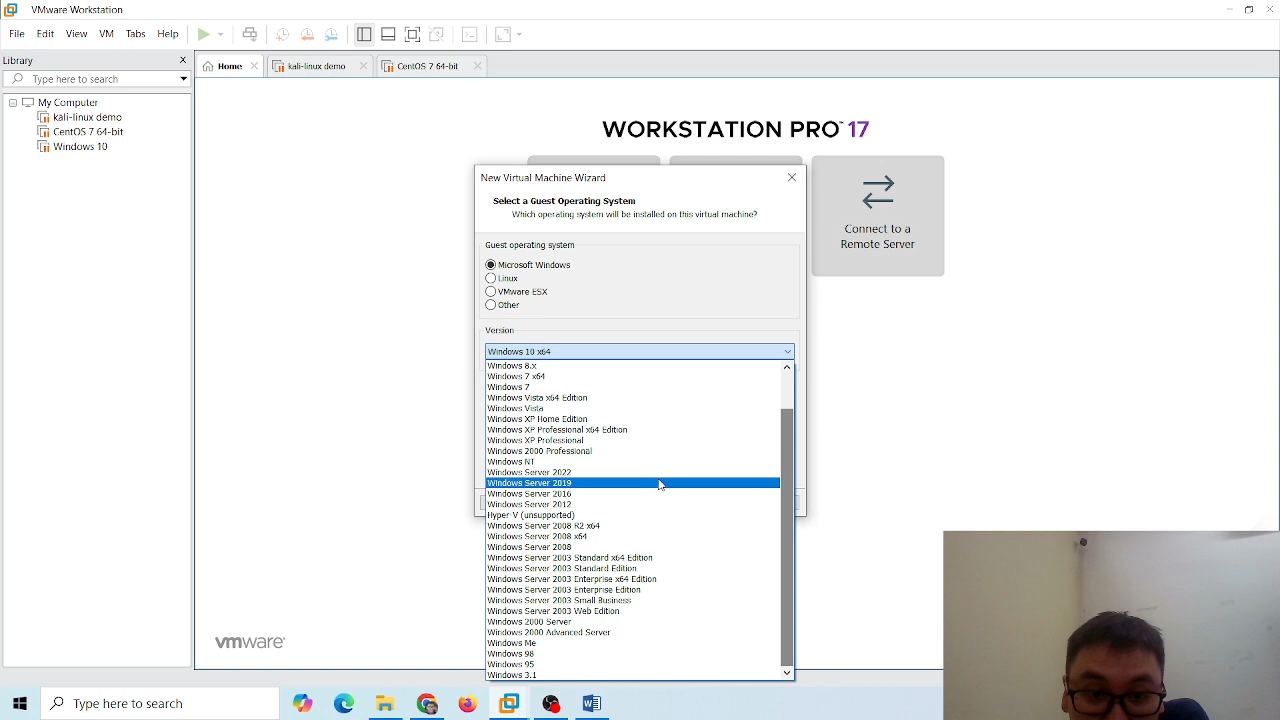 VMware Workstation
File Edit View VM Tabs Help
Library
Type here to search
Home
kali-linux demo
CentOS 7 64-bit
My Computer
kali-linux demo
CentOS 7 64-bit
Windows 10
WORKSTATION PRO™ 17
Connect to a
Remote Server
New Virtual Machine Wizard
Select a Guest Operating System
Which operating system will be installed on this virtual machine?
Guest operating system
Microsoft Windows
Linux
VMware ESX
Other
Version
Windows 10 x64
Windows 8.x
Windows 7 x64
Windows 7
Windows Vista x64 Edition
Windows Vista
Windows XP Home Edition
Windows XP Professional x64 Edition
Windows XP Professional
Windows 2000 Professional
Windows NT
Windows Server 2022
Windows Server 2019
Windows Server 2016
Windows Server 2012
Hyper-V (unsupported)
Windows Server 2008 R2 x64
Windows Server 2008 x64
Windows Server 2008
Windows Server 2003 Standard x64 Edition
Windows Server 2003 Standard Edition
Windows Server 2003 Enterprise x64 Edition
Windows Server 2003 Enterprise Edition
Windows Server 2003 Small Business
Windows Server 2003 Web Edition
Windows 2000 Server
Windows 2000 Advanced Server
Windows Me
Windows 98
Windows 95
Windows 3.1
vmware
Type here to search